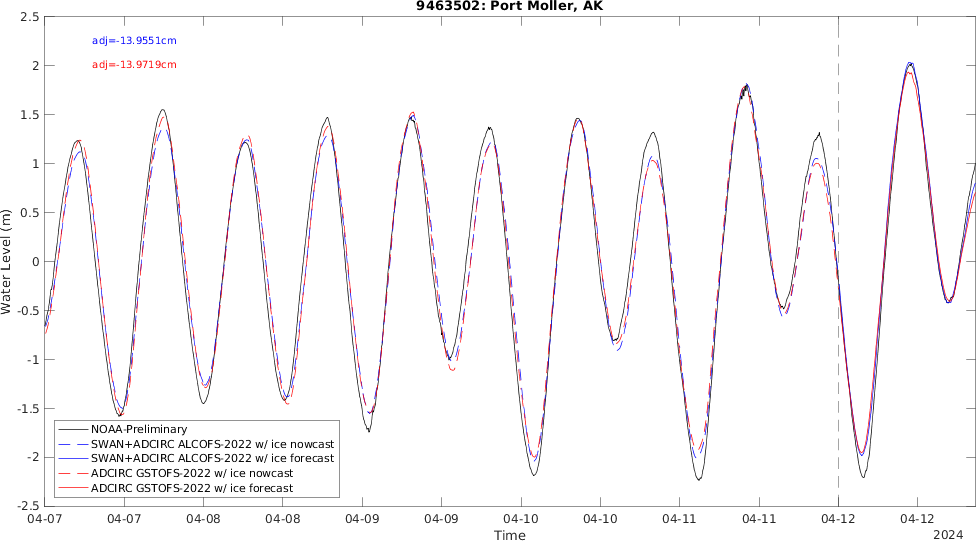 9463502: Port Moller, AK
adj=-13.9551cm
adj=-13.9719cm
2.5
2
1.5
1
0.5
0
-0.5
-1
-1.5
-2
-2.5
Water Level (m)
NOAA-Preliminary
SWAN+ADCIRC ALCOFS-2022 w/ ice nowcast
SWAN+ADCIRC ALCOFS-2022 w/ ice forecast
ADCIRC GSTOFS-2022 w/ ice nowcast
ADCIRC GSTOFS-2022 w/ ice forecast
04-07 04-07 04-08 04-08 04-09 04-09 04-10 04-10 04-11 04-11 04-12 04-12
Time
2024